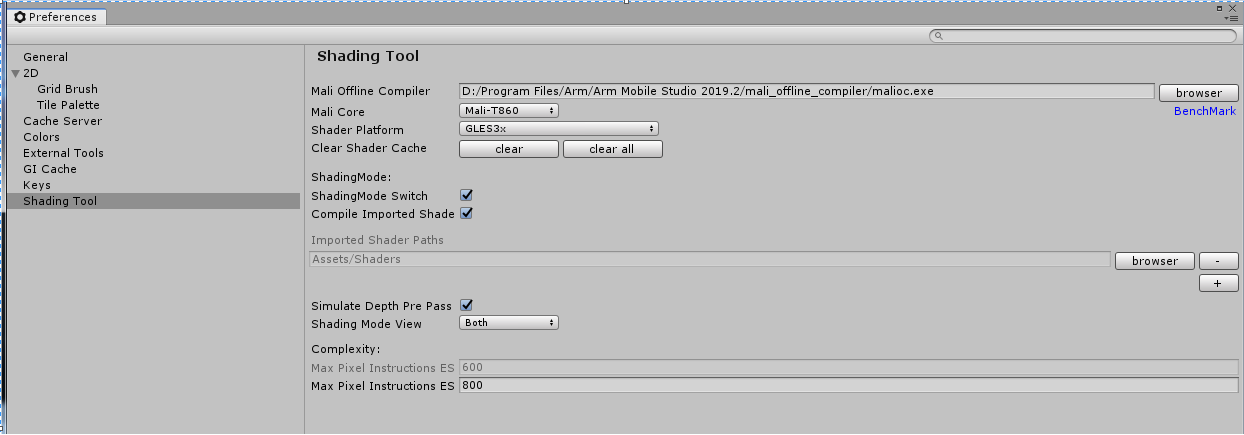 Preferences
General
2D
Grid Brush
Tile Palette
Cache Server
Colors
External Tools
GI Cache
Keys
Shading Tool
Shading Tool
Mali Offline Compiler D:/Program Files/Arm/Arm Mobile Studio 2019.2/mali_offline_compiler/malioc.exe browser
Mali Core Mali-T860 BenchMark
Shader Platform GLES3x
Clear Shader Cache clear clear all
ShadingMode:
ShadingMode Switch
Compile Imported Shade
Imported Shader Paths
Assets/Shaders browser -
+
Simulate Depth Pre Pass
Shading Mode View Both
Complexity:
Max Pixel Instructions ES 600
Max Pixel Instructions ES 800